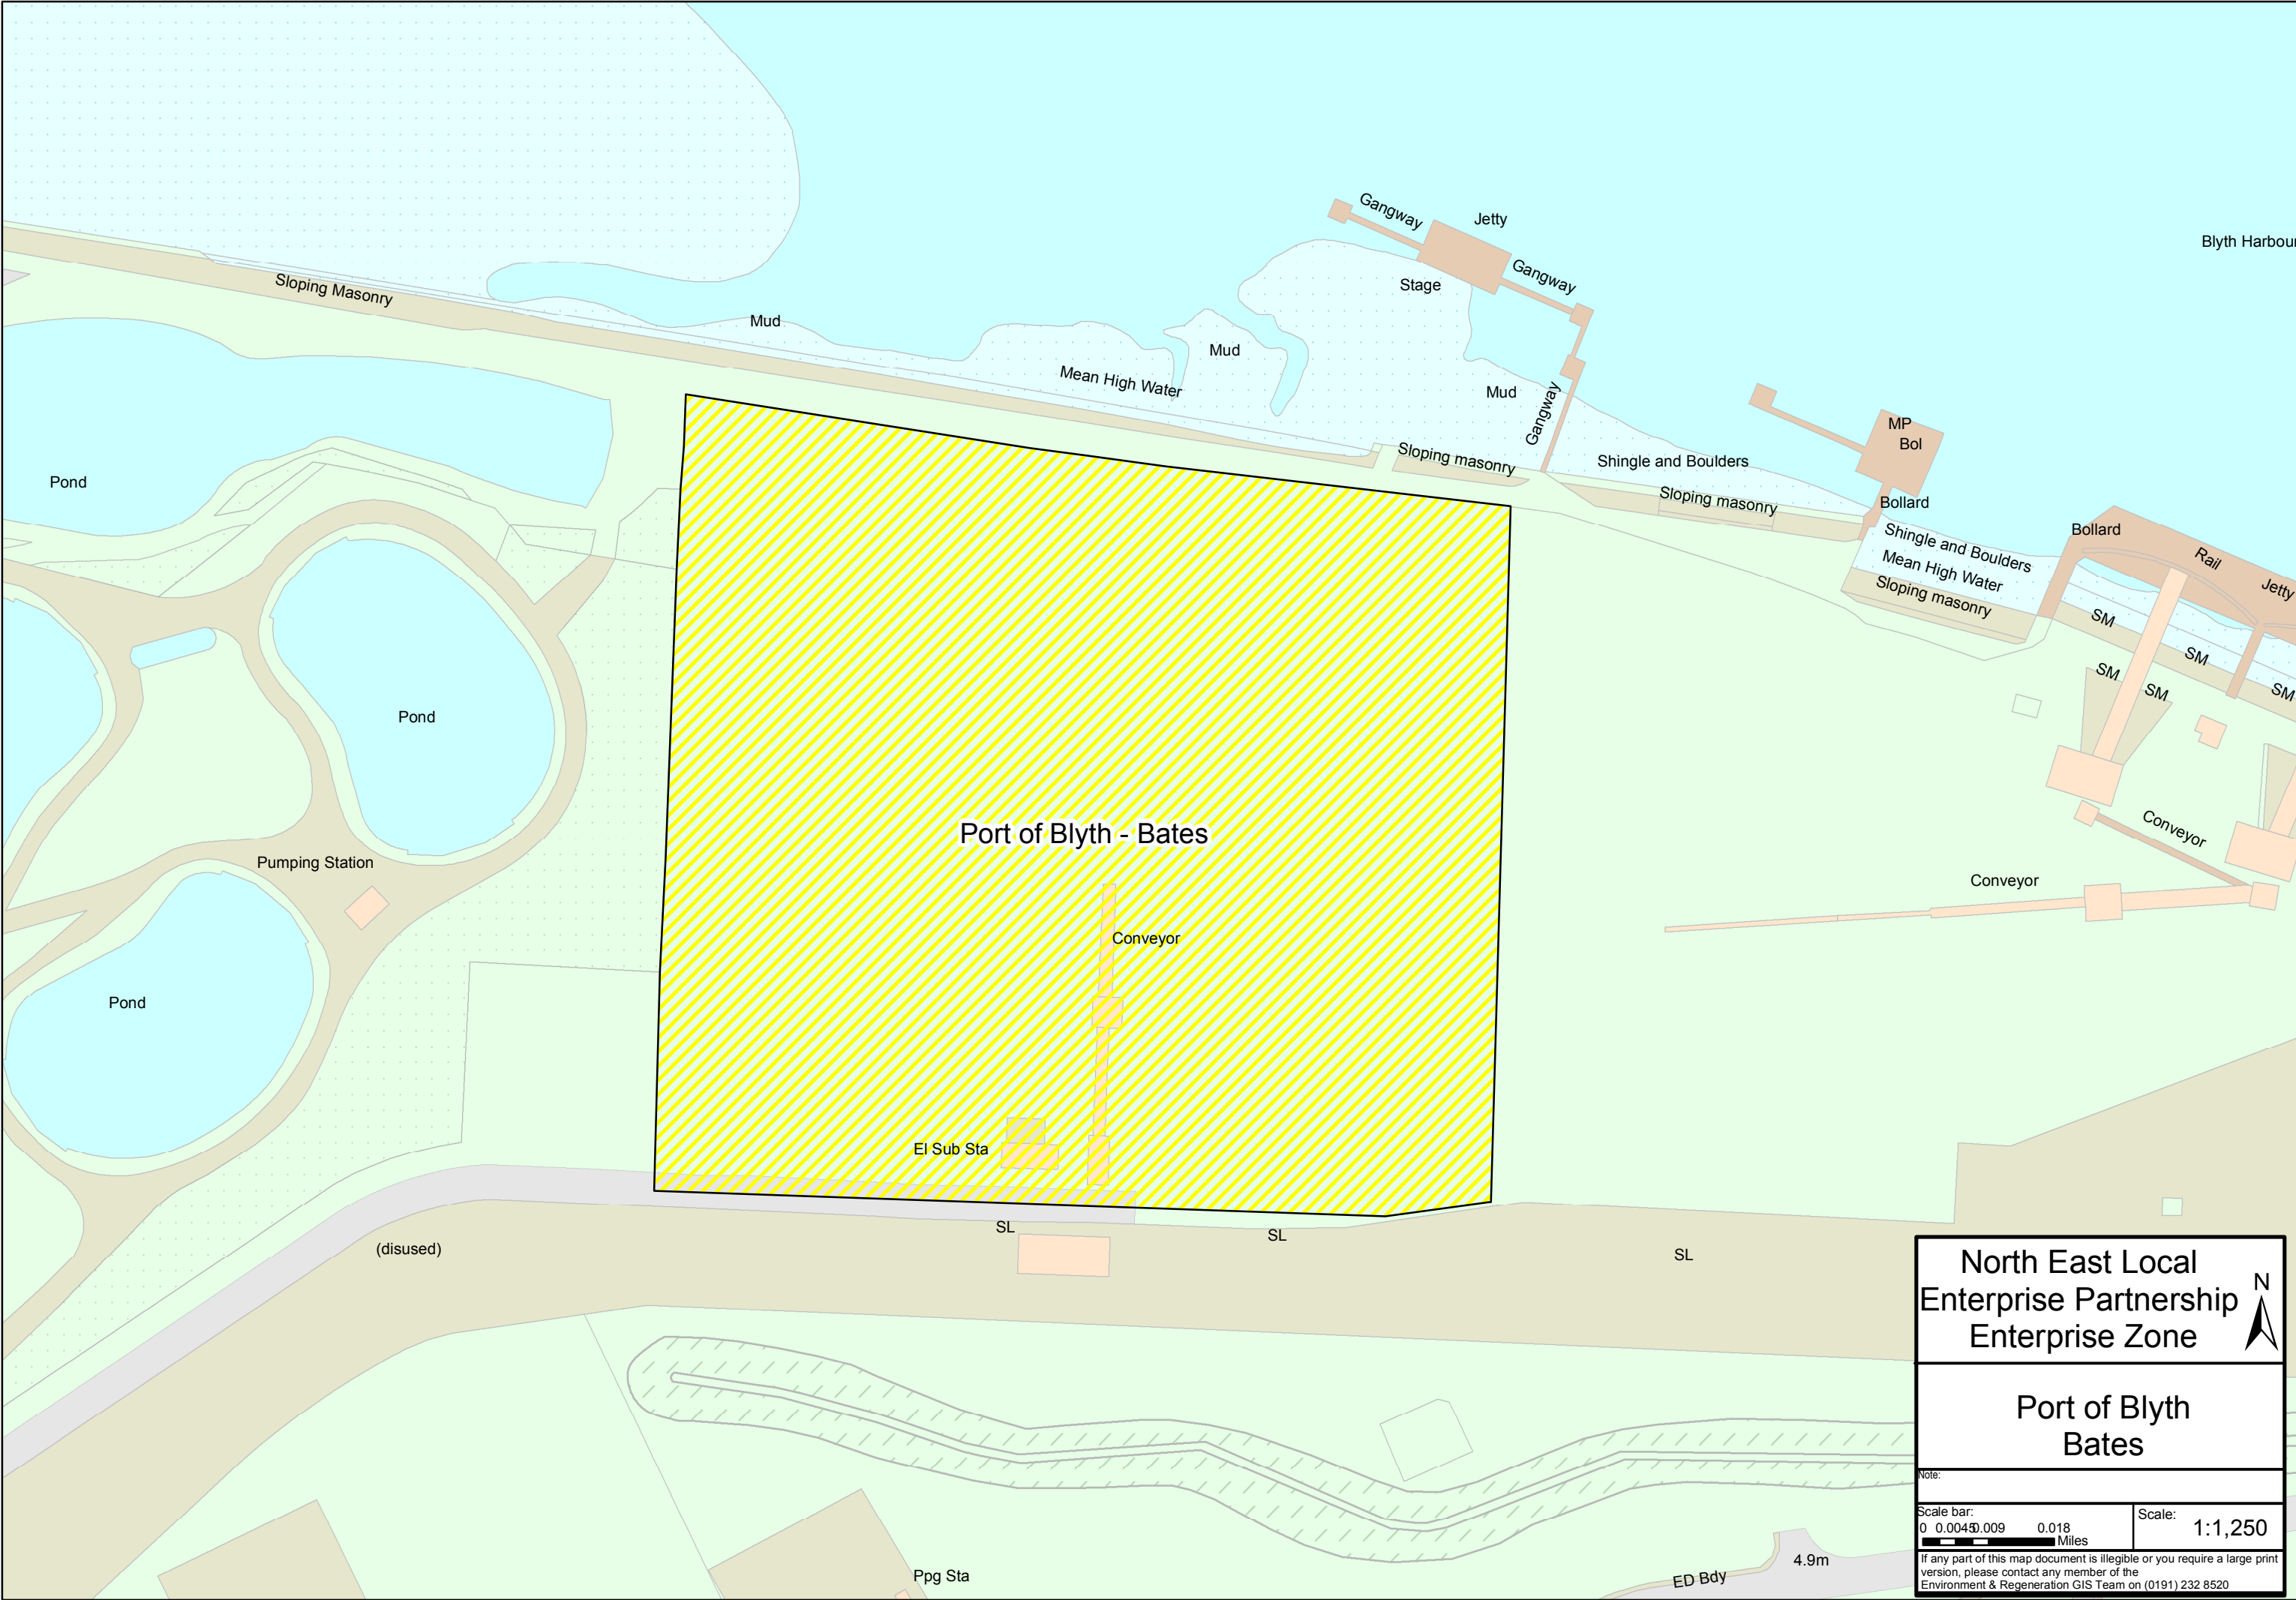 Gangway
Jetty
Blyth Harbour
Gangway
Stage
Sloping Masonry
Mud
Mud
Mean High Water
Mud
Gangway
MP
Bol
Sloping masonry
Shingle and Boulders
Pond
Sloping masonry
Bollard
Bollard
Shingle and Boulders
Rail
Mean High Water
Jetty
Sloping masonry
SM
SM
SM
SM
SM
Pond
Port of Blyth - Bates
Conveyor
Pumping Station
Conveyor
Conveyor
Pond
El Sub Sta
SL
SL
(disused)
SL
Ppg Sta
ED Bdy
4.9m
North East Local
Enterprise Partnership
Enterprise Zone
N
Port of Blyth
Bates
Note:
Scale bar:
0 0.0045 0.009 0.018
Miles
Scale:
1:1,250
If any part of this map document is illegible or you require a large print
version, please contact any member of the
Environment & Regeneration GIS Team on (0191) 232 8520